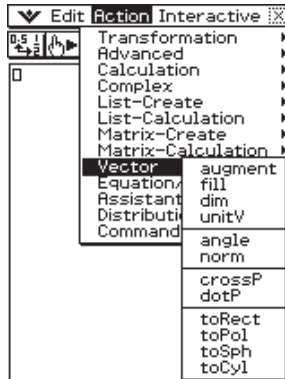 Edit Action Interactive
Transformation
Advanced
Calculation
Complex
List-Create
List-Calculation
Matrix-Create
Matrix-Calculation
Vector
augment
Equation/
fill
Assistant
dim
Distributi
unitV
Command
angle
norm
crossP
dotP
toRect
toPol
toSph
toCyl